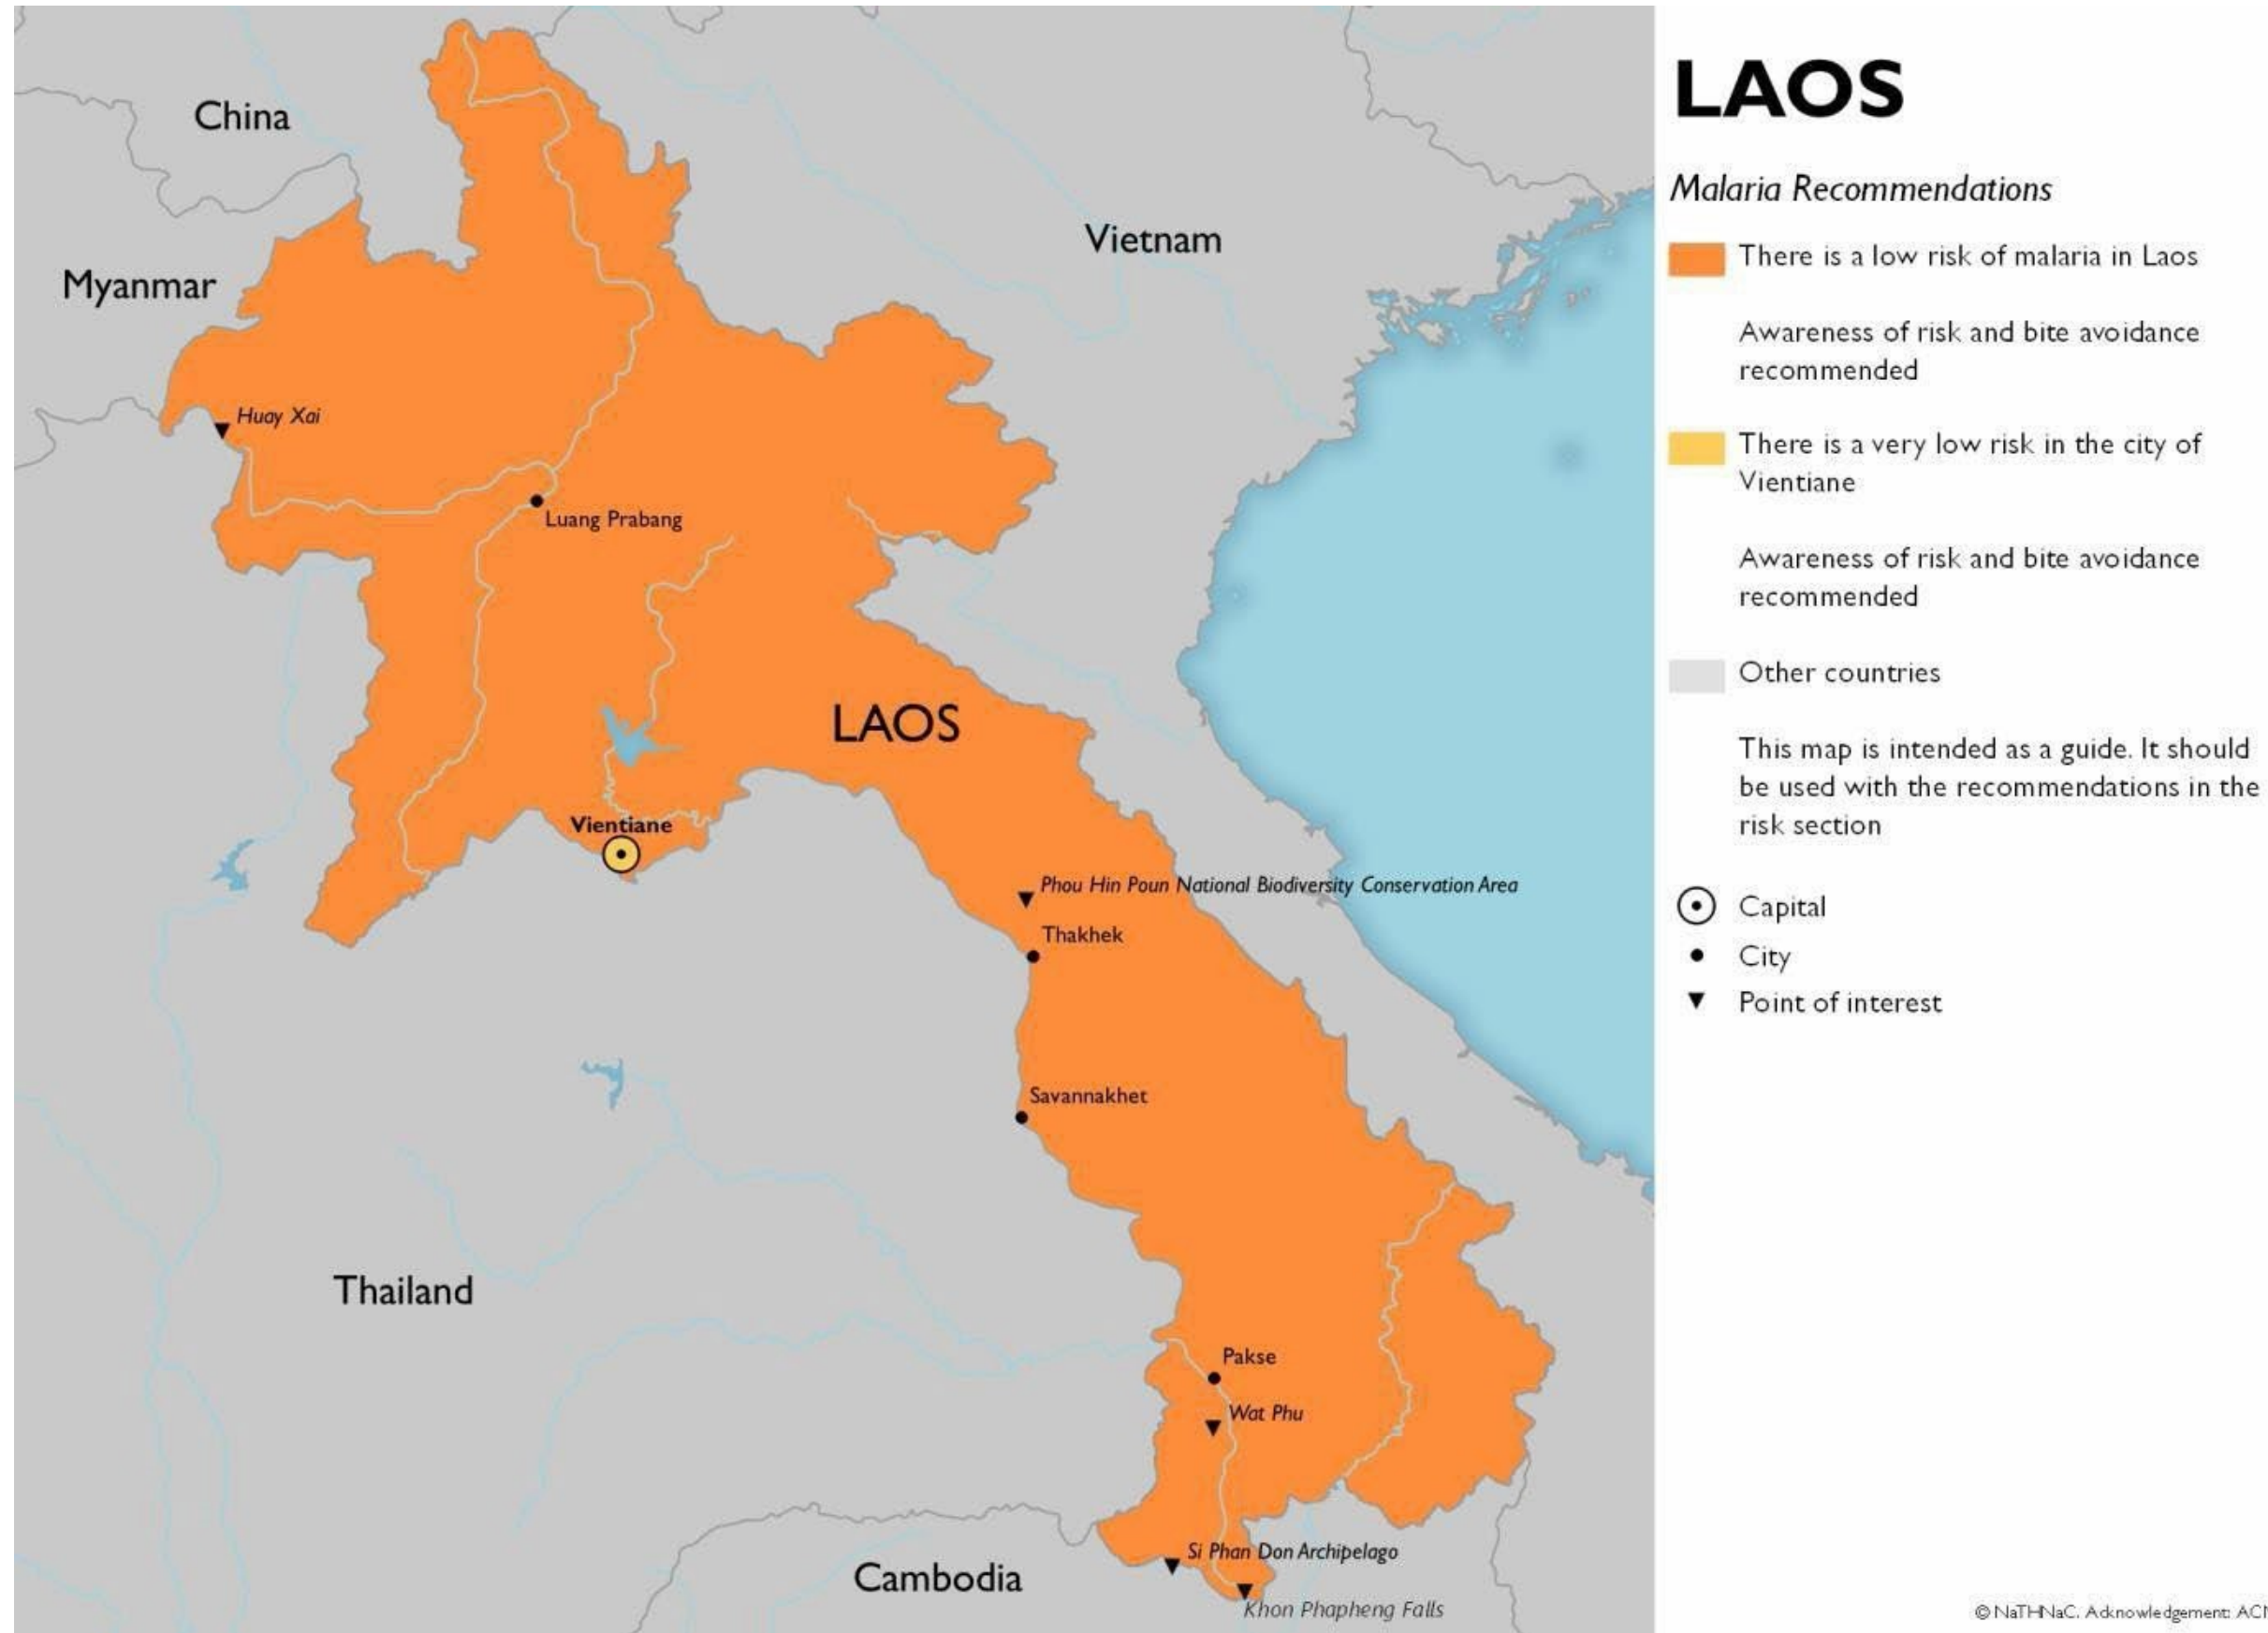 China
Myanmar
Vietnam
Huay Xai
Luang Prabang
LAOS
Vientiane
Phou Hin Poun National Biodiversity Conservation Area
Thakhek
Savannakhet
Thailand
Pakse
Wat Phu
Si Phan Don Archipelago
Cambodia
Khon Phapheng Falls
LAOS
Malaria Recommendations
There is a low risk of malaria in Laos
Awareness of risk and bite avoidance
recommended
There is a very low risk in the city of
Vientiane
Awareness of risk and bite avoidance
recommended
Other countries
This map is intended as a guide. It should
be used with the recommendations in the
risk section
Capital
City
Point of interest
© NaTHNaC. Acknowledgement: